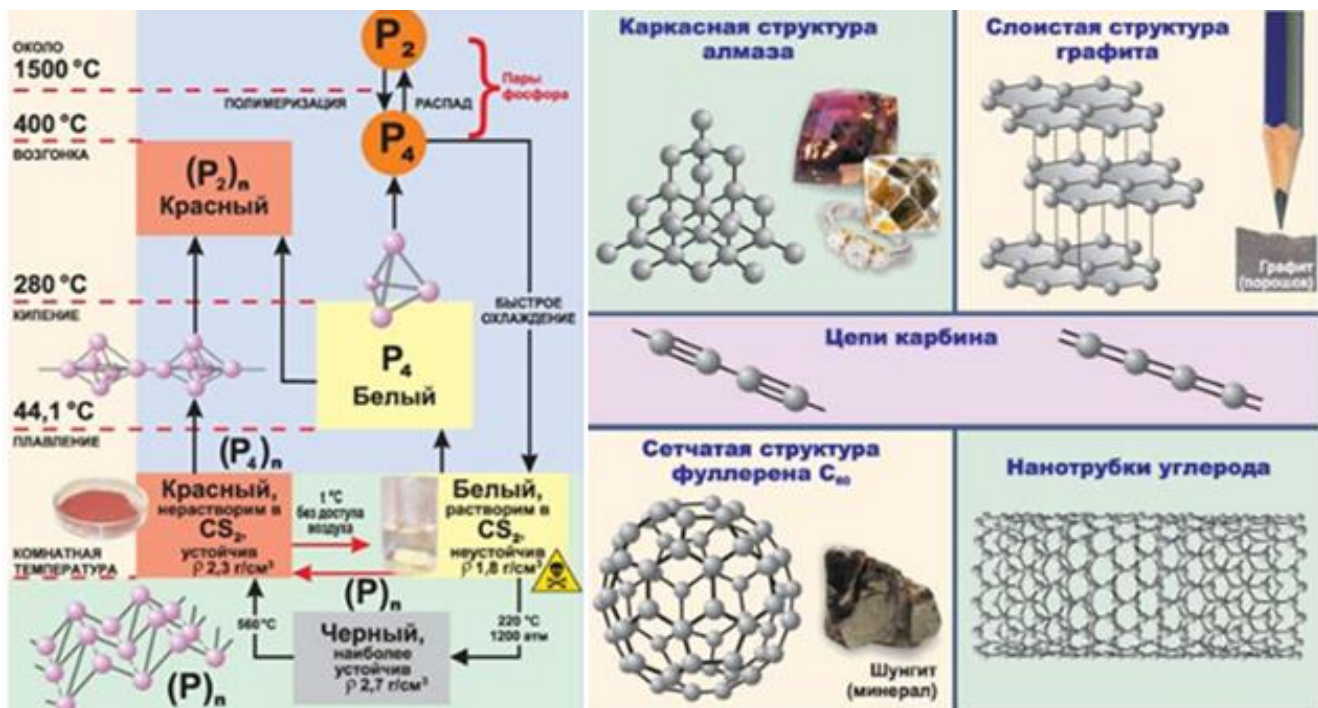 ОКОЛО
1500 °C
400 °C
ВОЗГОНКА
280 °C
КИПЕНИЕ
44,1 °C
ПЛАВЛЕНИЕ
КОМНАТНАЯ
ТЕМПЕРАТУРА
P₂
ПОЛИМЕРИЗАЦИЯ
РАСПАД
Пары
фосфора
P₄
(P₂)ₙ
Красный
БЫСТРОЕ
ОХЛАЖДЕНИЕ
P₄
Белый
(P₄)ₙ
Красный,
нерастворим в
CS₂,
устойчив
ρ 2,3 г/см³
t °C
без доступа
воздуха
Белый,
растворим в
CS₂,
неустойчив
ρ 1,8 г/см³
(P)ₙ
560 °C
220 °C
1200 атм
Черный,
наиболее
устойчив
ρ 2,7 г/см³
(P)ₙ
Каркасная структура
алмаза
Слоистая структура
графита
Графит
(порошок)
Цепи карбина
Сетчатая структура
фуллерена C₆₀
Шунгит
(минерал)
Нанотрубки углерода